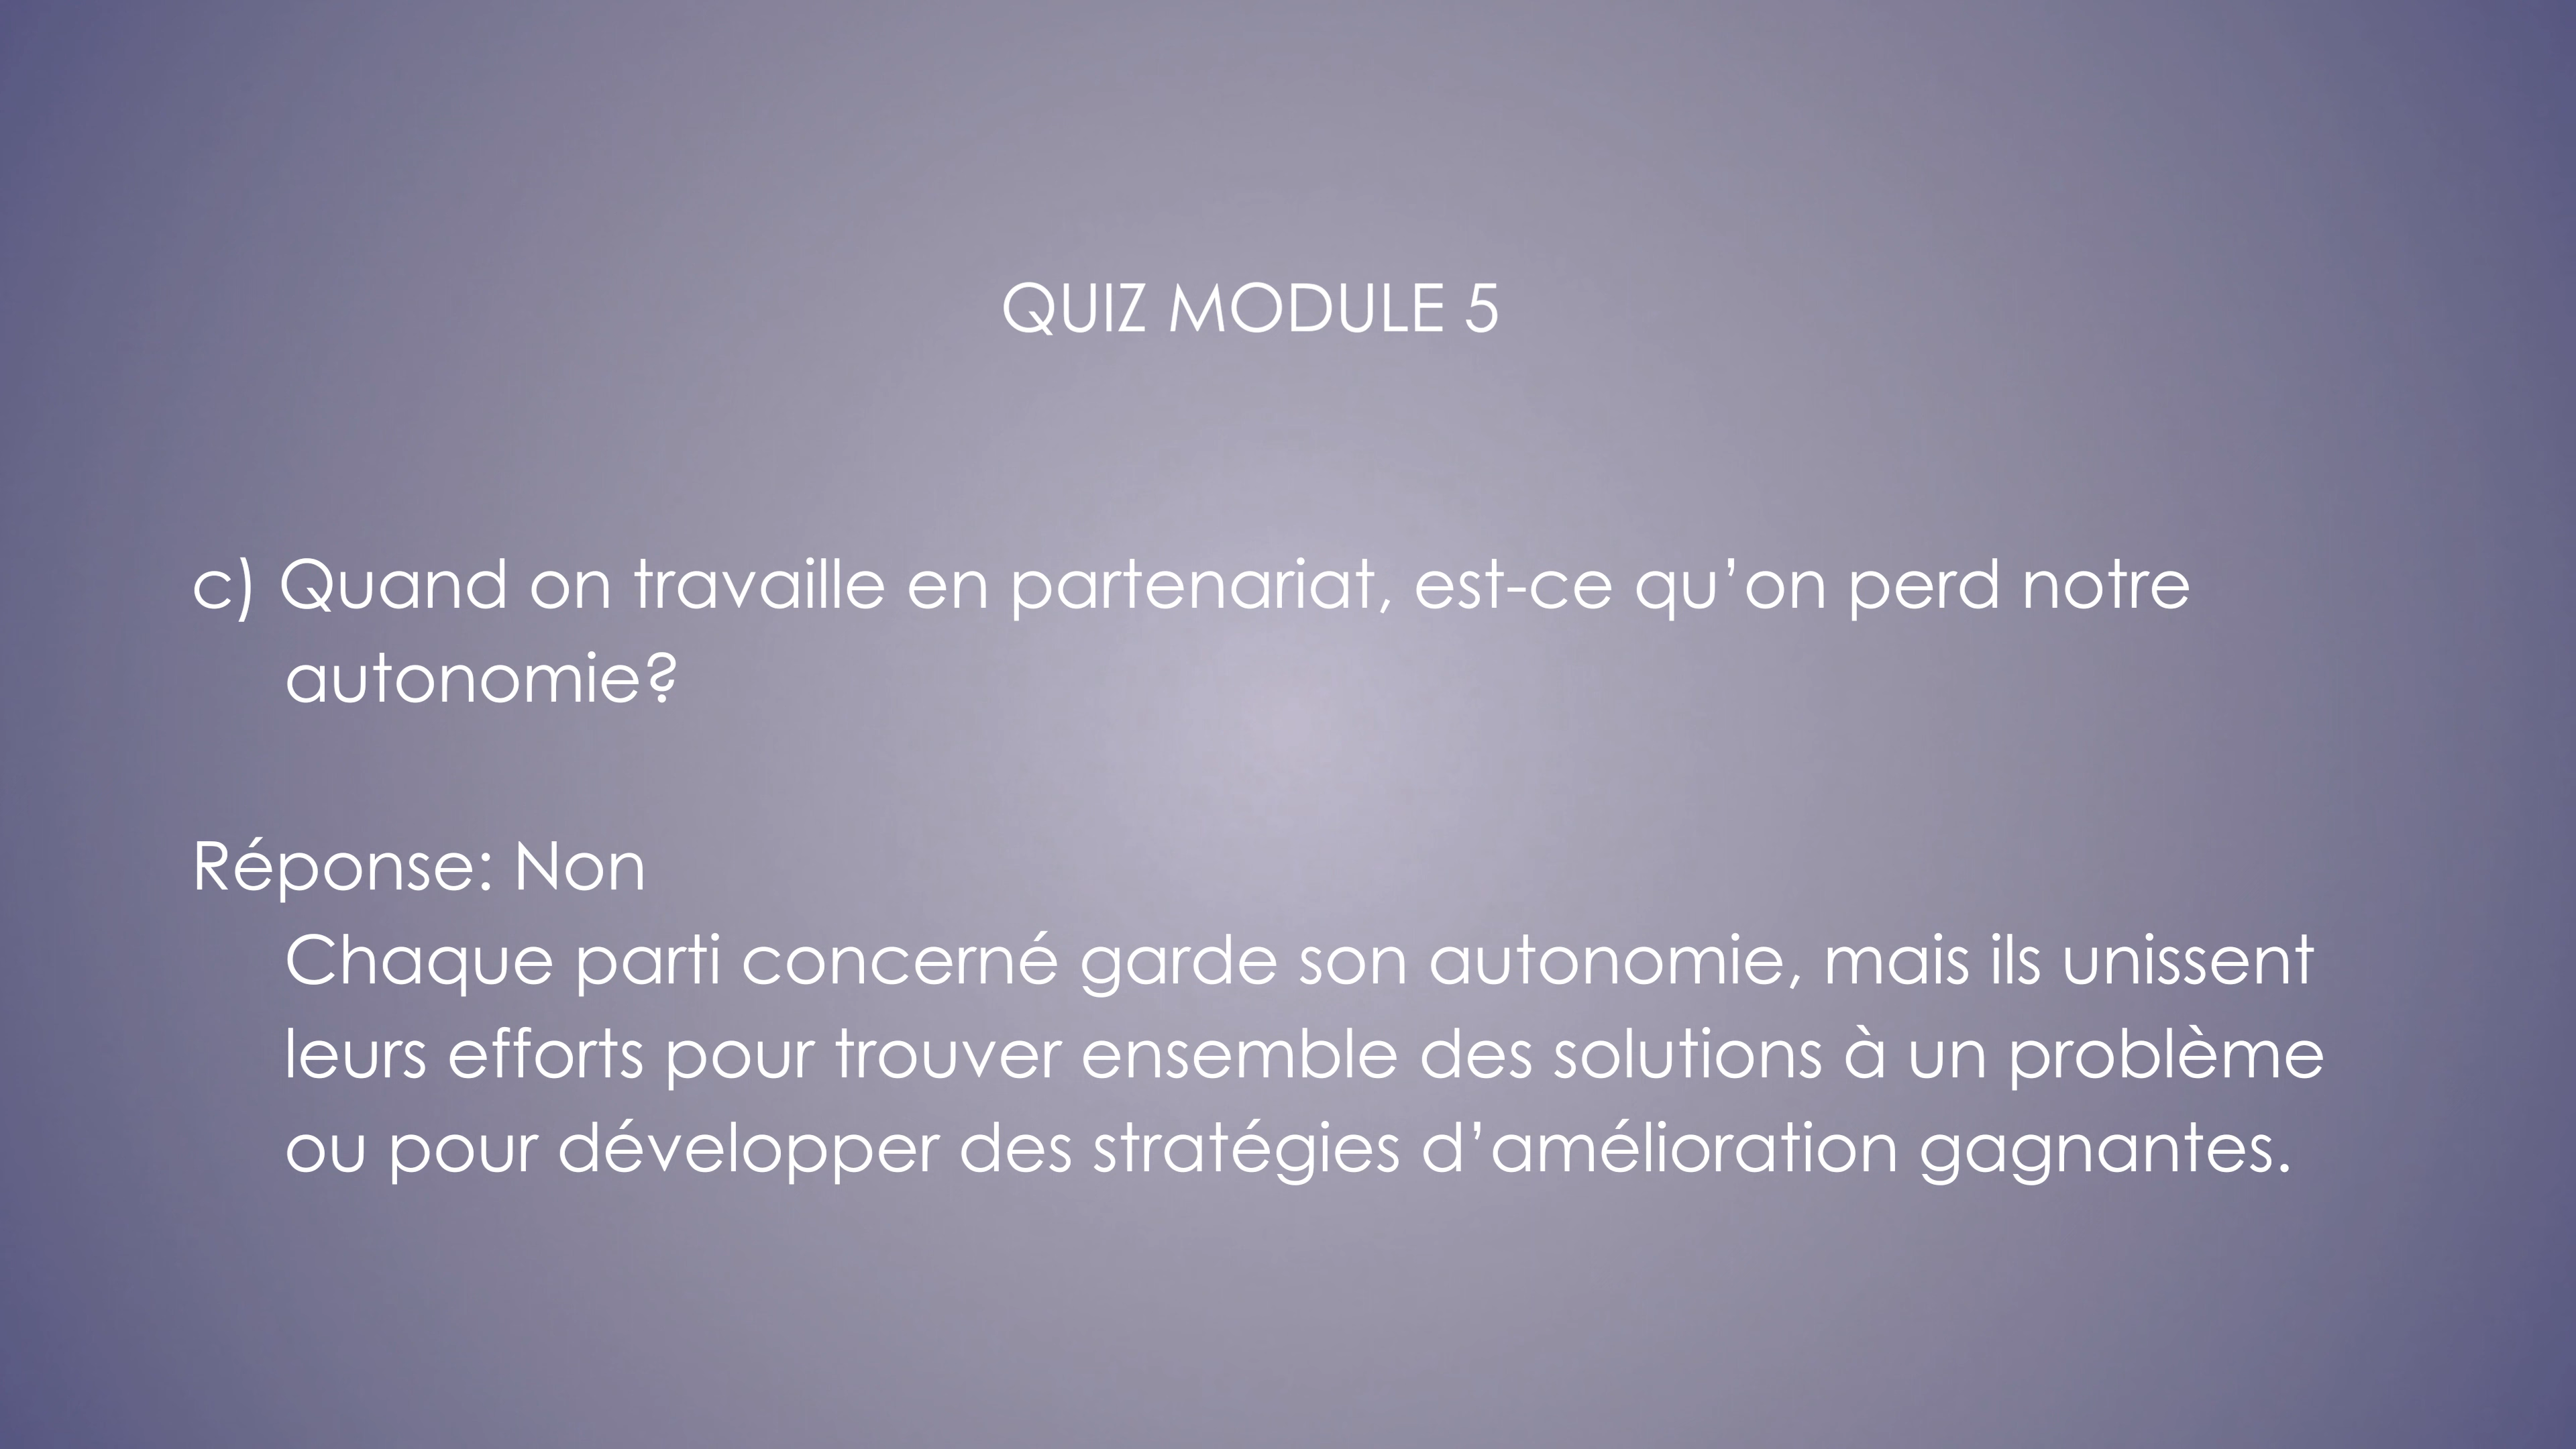 QUIZ MODULE 5
c) Quand on travaille en partenariat, est-ce qu’on perd notre
autonomie?
Réponse: Non
Chaque parti concerné garde son autonomie, mais ils unissent
leurs efforts pour trouver ensemble des solutions à un problème
ou pour développer des stratégies d’amélioration gagnantes.